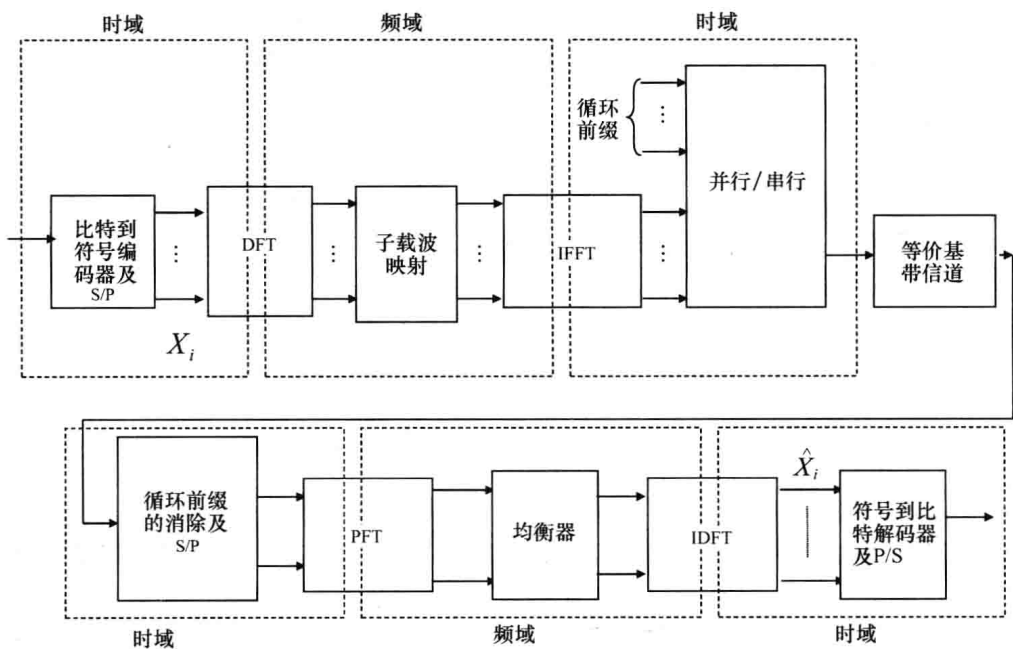 时域
频域
时域
循环
前缀
并行/串行
比特到
符号编
码器及
S/P
DFT
子载波
映射
IFFT
等价基
带信道
X_i
循环前缀
的消除及
S/P
PFT
均衡器
IDFT
X̂_i
符号到比
特解码器
及P/S
时域
频域
时域